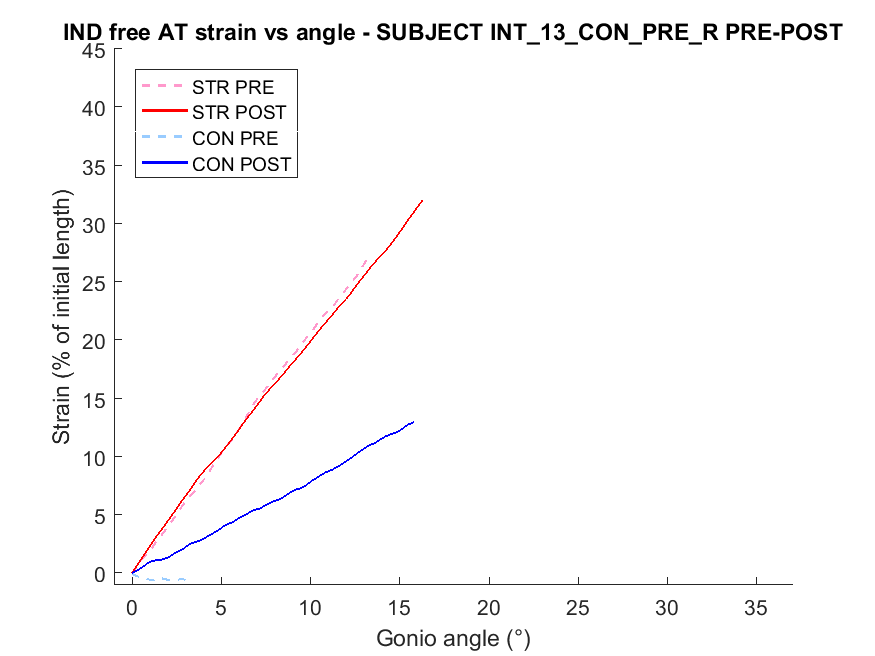 IND free AT strain vs angle - SUBJECT INT_13_CON_PRE_R PRE-POST
45
40
35
30
25
20
15
10
5
0
Strain (% of initial length)
STR PRE
STR POST
CON PRE
CON POST
0 5 10 15 20 25 30 35
Gonio angle (°)